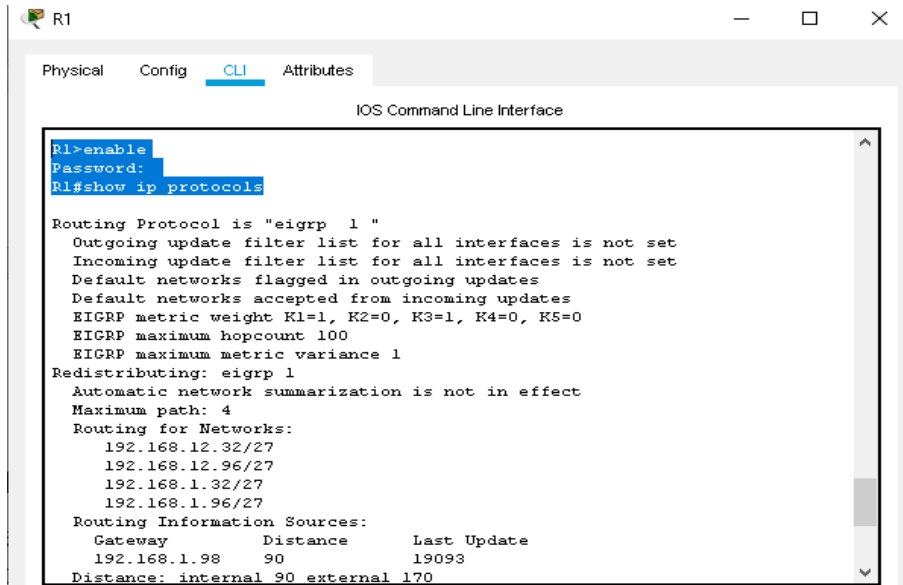 R1
Physical Config CLI Attributes
IOS Command Line Interface
R1>enable
Password:
R1#show ip protocols
Routing Protocol is "eigrp  1 "
  Outgoing update filter list for all interfaces is not set
  Incoming update filter list for all interfaces is not set
  Default networks flagged in outgoing updates
  Default networks accepted from incoming updates
  EIGRP metric weight K1=1, K2=0, K3=1, K4=0, K5=0
  EIGRP maximum hopcount 100
  EIGRP maximum metric variance 1
Redistributing: eigrp 1
  Automatic network summarization is not in effect
  Maximum path: 4
  Routing for Networks:
     192.168.12.32/27
     192.168.12.96/27
     192.168.1.32/27
     192.168.1.96/27
  Routing Information Sources:
    Gateway         Distance      Last Update
    192.168.1.98    90            19093
  Distance: internal 90 external 170